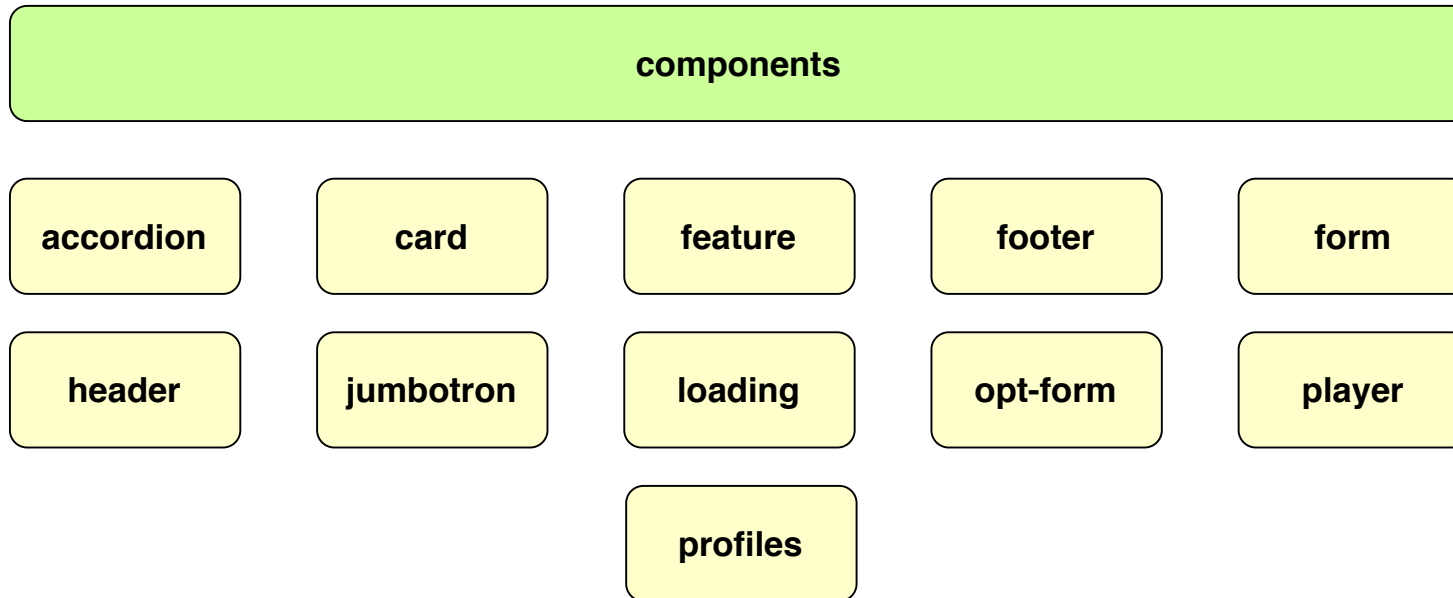 components
accordion card feature footer form
header jumbotron loading opt-form player
profiles